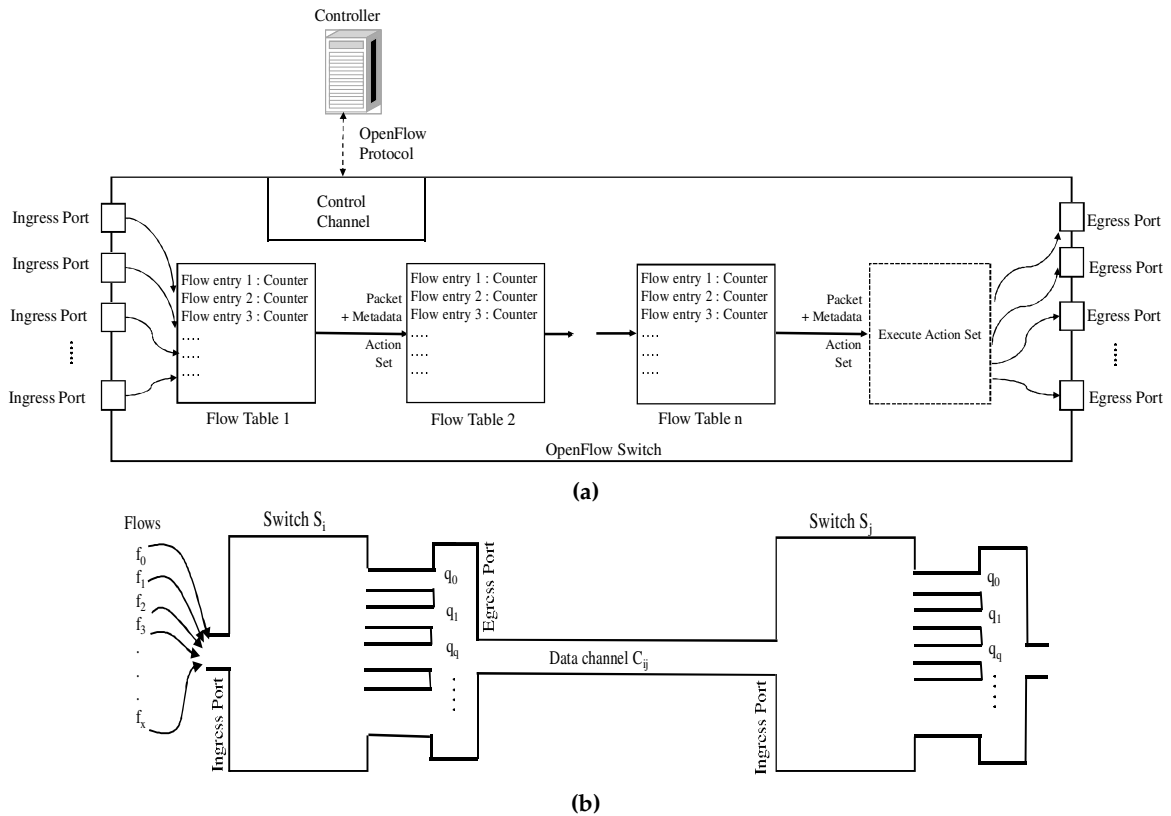 Controller
OpenFlow
Protocol
Control
Channel
Ingress Port
Ingress Port
Ingress Port
Ingress Port
Flow entry 1 : Counter
Flow entry 2 : Counter
Flow entry 3 : Counter
....
....
....
Flow Table 1
Packet
+ Metadata
Action
Set
Flow entry 1 : Counter
Flow entry 2 : Counter
Flow entry 3 : Counter
....
....
....
Flow Table 2
Flow entry 1 : Counter
Flow entry 2 : Counter
Flow entry 3 : Counter
....
....
....
Flow Table n
Packet
+ Metadata
Action
Set
Execute Action Set
Egress Port
Egress Port
Egress Port
Egress Port
OpenFlow Switch
(a)
Flows
f0
f1
f2
f3
.
.
.
fx
Ingress Port
Switch Si
q0
q1
qq
Egress Port
Data channel Cij
Ingress Port
Switch Sj
q0
q1
qq
(b)